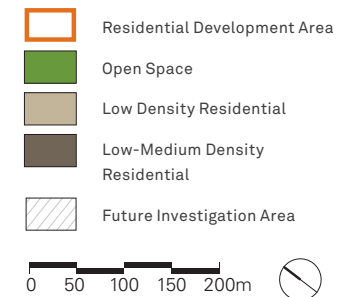 Residential Development Area
Open Space
Low Density Residential
Low-Medium Density
Residential
Future Investigation Area
0 50 100 150 200m